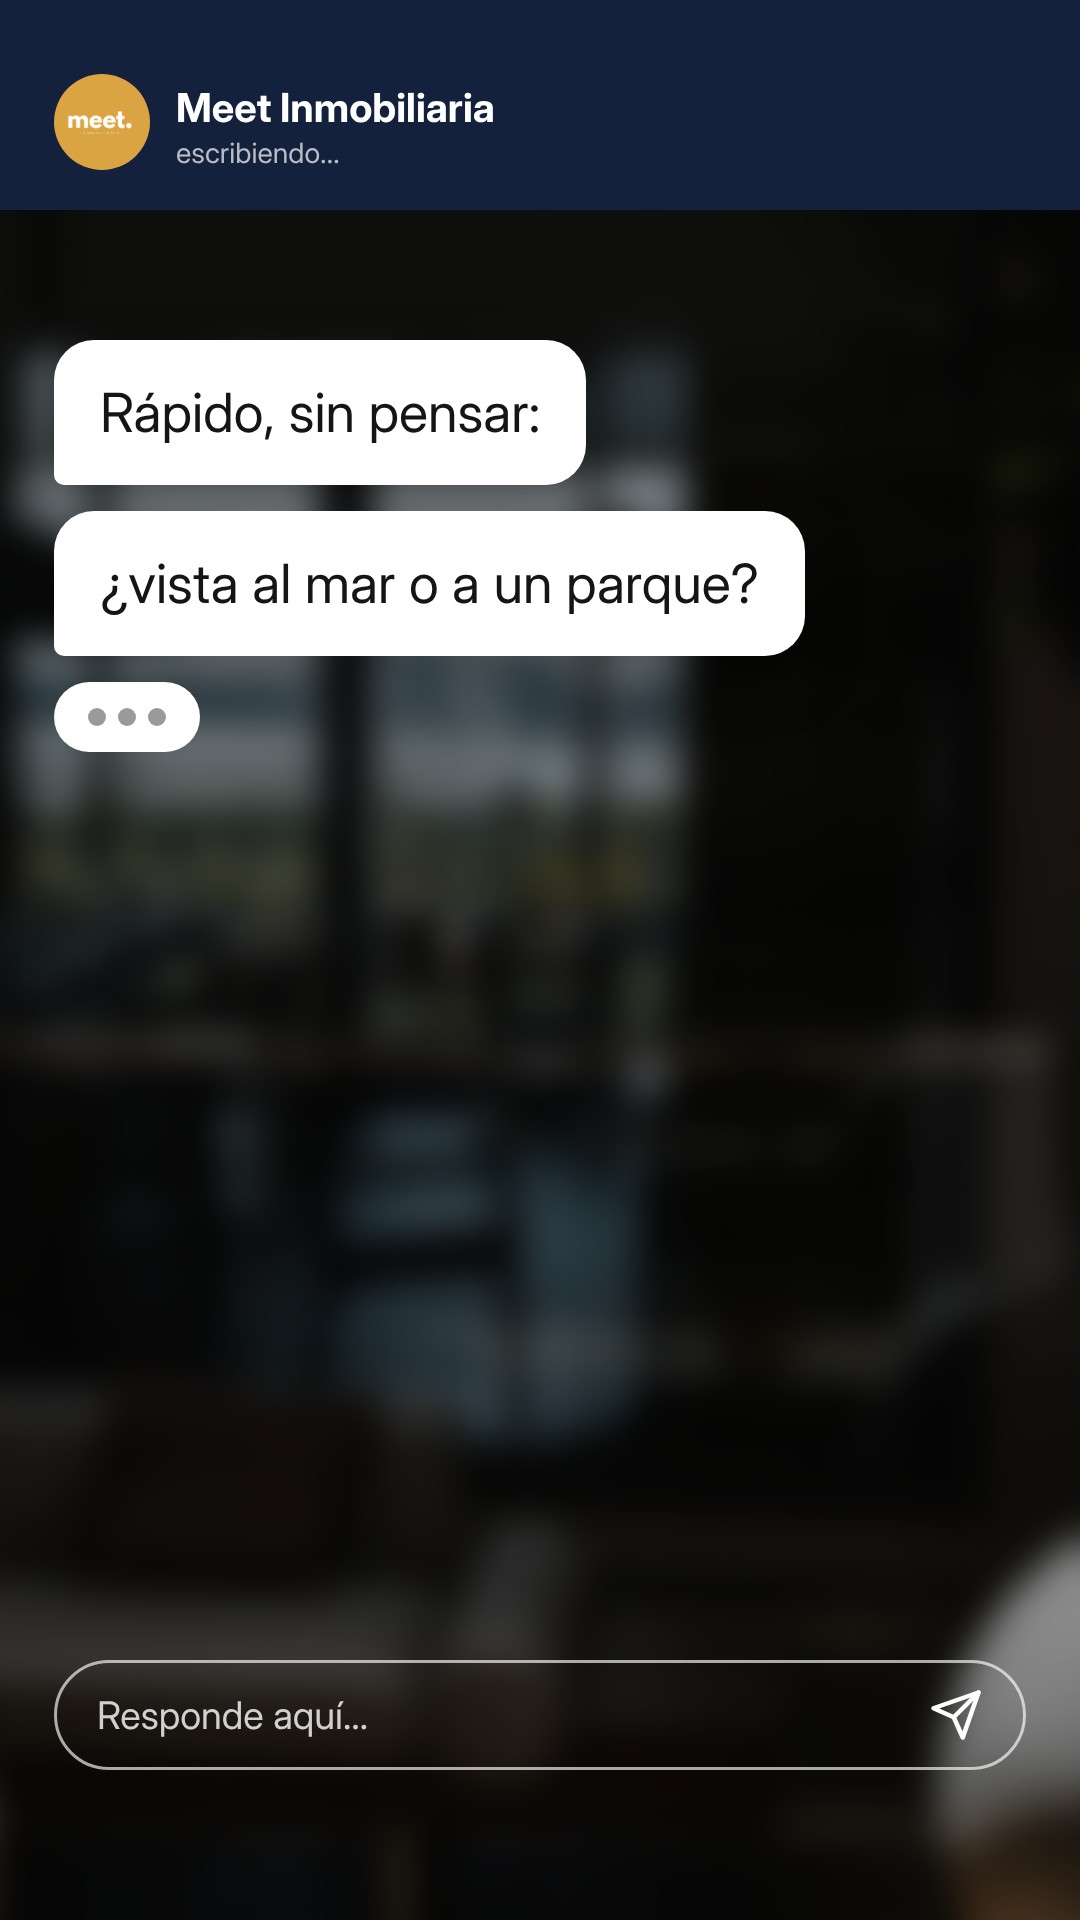 meet.
Meet Inmobiliaria
escribiendo...
Rápido, sin pensar:
¿vista al mar o a un parque?
Responde aquí...